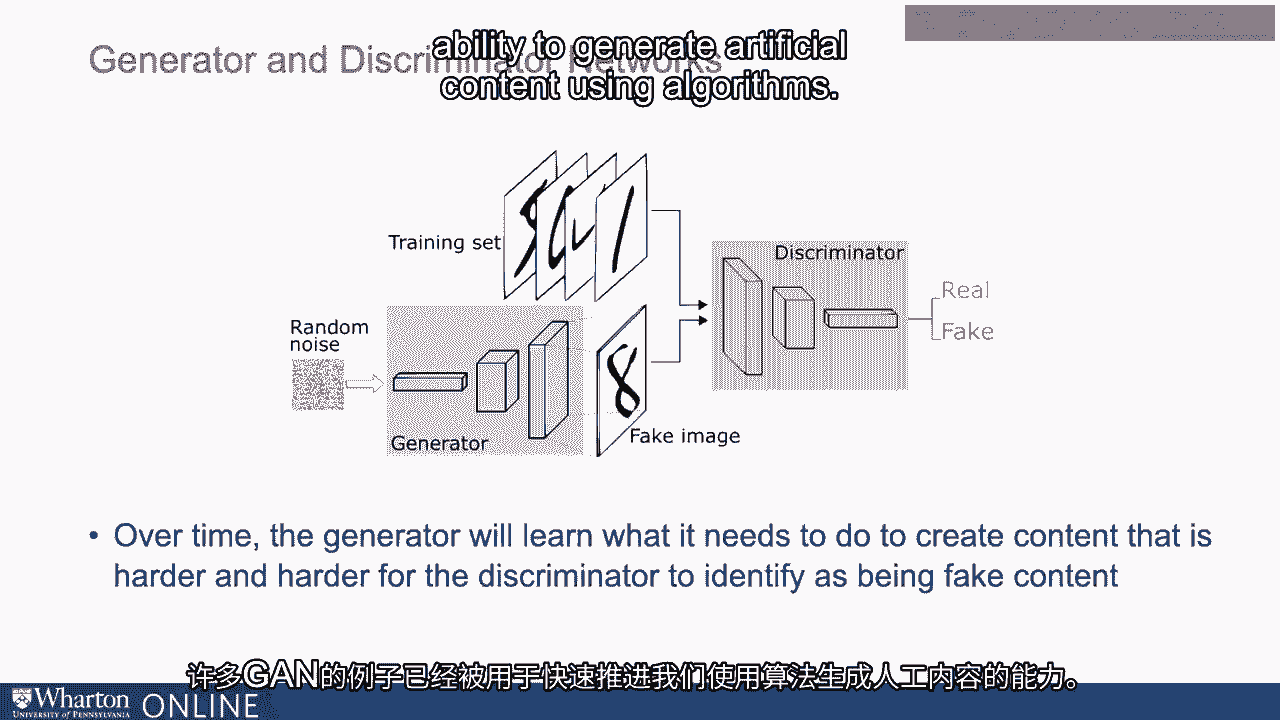 ability to generate artificial
content using algorithms.
Generator and Discriminator Networks
Training set
Discriminator
Real
Fake
Random
noise
Generator
Fake image
• Over time, the generator will learn what it needs to do to create content that is
harder and harder for the discriminator to identify as being fake content
许多GAN的例子已经被用于快速推进我们使用算法生成人工内容的能力。
Wharton
UNIVERSITY of PENNSYLVANIA
ONLINE